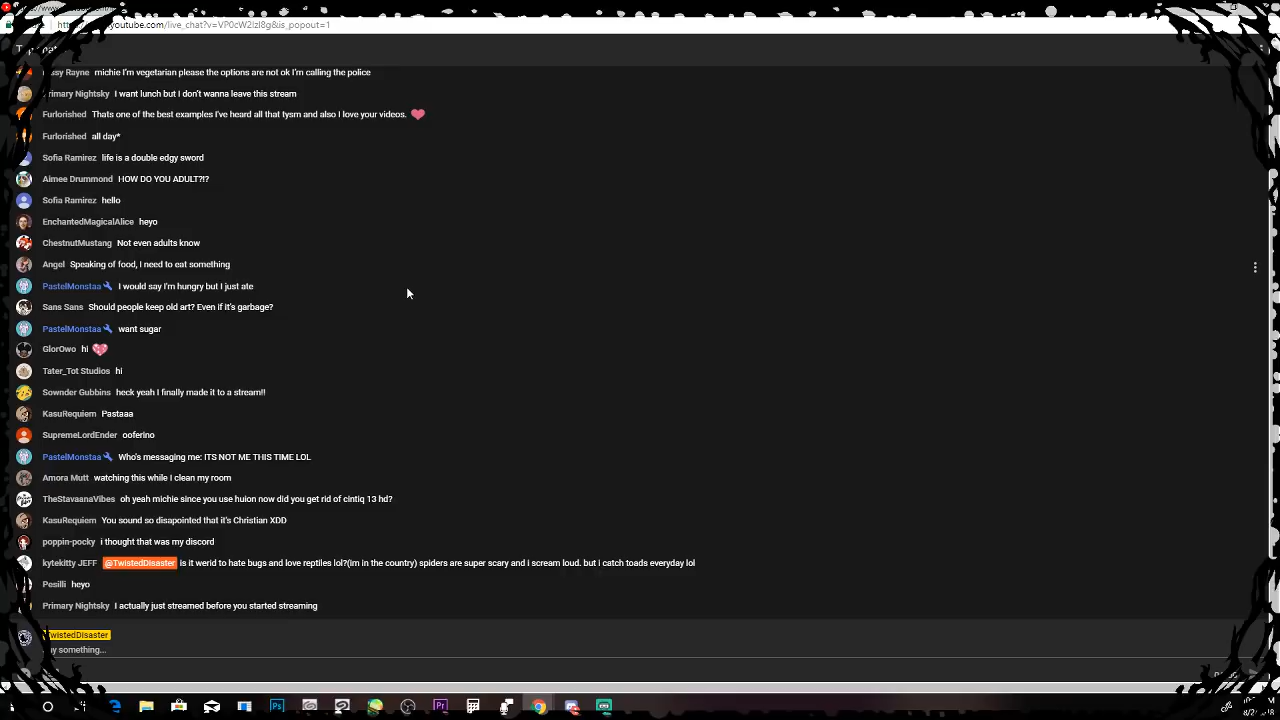 youtube.com/live_chat?v=VP0cW2IzI8g&is_popout=1
Rayne michie I'm vegetarian please the options are not ok I'm calling the police
Primary Nightsky I want lunch but I don't wanna leave this stream
Furlorished Thats one of the best examples I've heard all that tysm and also I love your videos.
Furlorished all day*
Sofia Ramirez life is a double edgy sword
Aimee Drummond HOW DO YOU ADULT?!?
Sofia Ramirez hello
EnchantedMagicalAlice heyo
ChestnutMustang Not even adults know
Angel Speaking of food, I need to eat something
PastelMonstaa I would say I'm hungry but I just ate
Sans Sans Should people keep old art? Even if it's garbage?
PastelMonstaa want sugar
GlorOwo hi
Tater_Tot Studios hi
Sownder Gubbins heck yeah I finally made it to a stream!!
KasuRequiem Pastaaa
SupremeLordEnder ooferino
PastelMonstaa Who's messaging me: ITS NOT ME THIS TIME LOL
Amora Mutt watching this while I clean my room
TheStavaanaVibes oh yeah michie since you use huion now did you get rid of cintiq 13 hd?
KasuRequiem You sound so disapointed that it's Christian XDD
poppin-pocky i thought that was my discord
kytekitty JEFF @TwistedDisaster is it werid to hate bugs and love reptiles lol?(im in the country) spiders are super scary and i scream loud. but i catch toads everyday lol
Pesilli heyo
Primary Nightsky I actually just streamed before you started streaming
TwistedDisaster
something...
Ps
Pr